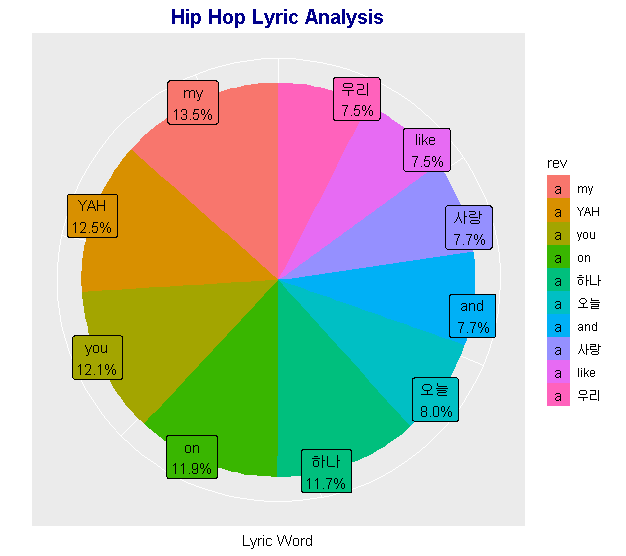 Hip Hop Lyric Analysis
my
13.5%
우리
7.5%
like
7.5%
YAH
12.5%
사랑
7.7%
and
7.7%
you
12.1%
오늘
8.0%
on
11.9%
하나
11.7%
Lyric Word
rev
a my
a YAH
a you
a on
a 하나
a 오늘
a and
a 사랑
a like
a 우리